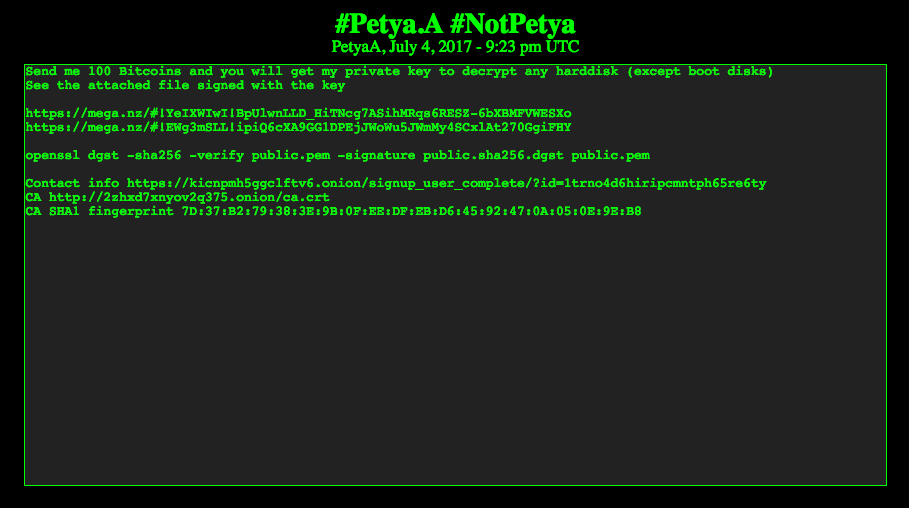 #Petya.A #NotPetya
PetyaA, July 4, 2017 - 9:23 pm UTC
Send me 100 Bitcoins and you will get my private key to decrypt any harddisk (except boot disks)
See the attached file signed with the key
https://mega.nz/#!YeIXWIwI!BpUlwnLLD_HiTNcg7ASihMRqs6RESZ-6bXBMFVWESXo
https://mega.nz/#!EWg3mSLL!ipiQ6cXA9GG1DPEjJWoWu5JWmMy4SCxlAt27OGgiFHY
openssl dgst -sha256 -verify public.pem -signature public.sha256.dgst public.pem
Contact info https://kicnpmh5ggclftv6.onion/signup_user_complete/?id=1trno4d6hiripcmntph65re6ty
CA http://2zhxd7xnyov2q375.onion/ca.crt
CA SHA1 fingerprint 7D:37:B2:79:38:3E:9B:0F:EE:DF:EB:D6:45:92:47:0A:05:0E:9E:B8